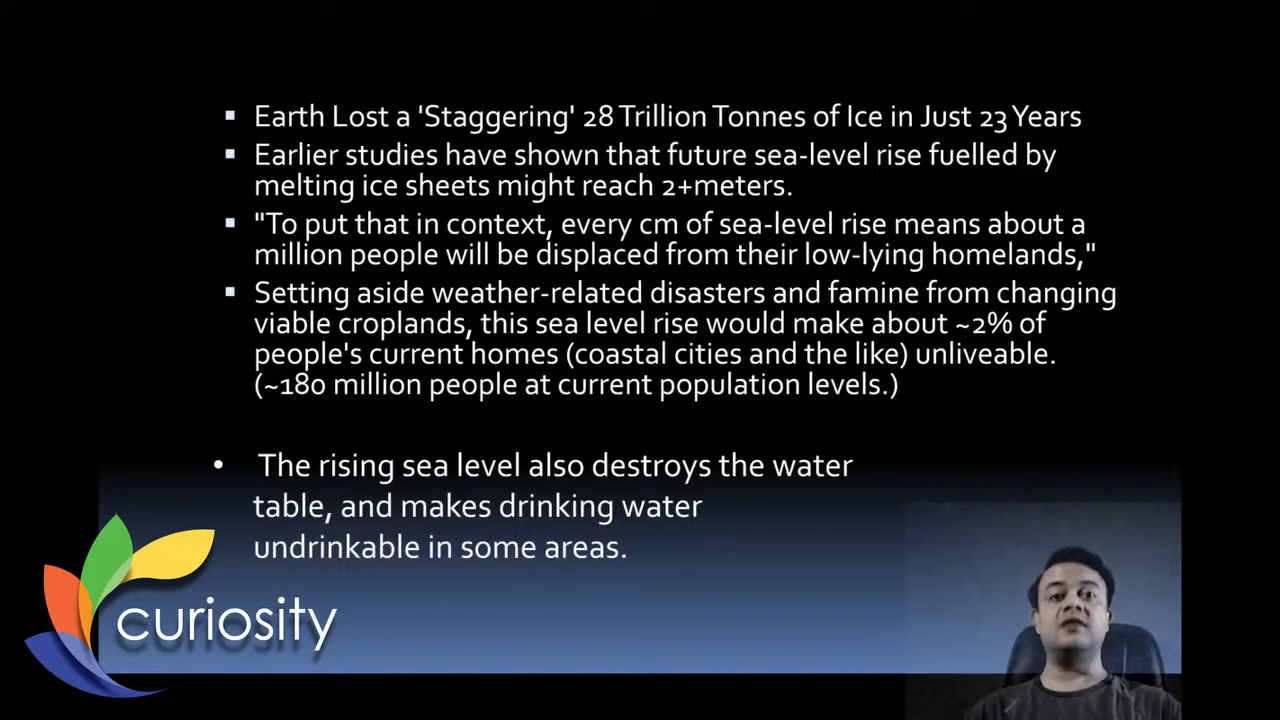 ▪ Earth Lost a 'Staggering' 28 Trillion Tonnes of Ice in Just 23 Years
▪ Earlier studies have shown that future sea-level rise fuelled by
melting ice sheets might reach 2+meters.
▪ "To put that in context, every cm of sea-level rise means about a
million people will be displaced from their low-lying homelands,"
▪ Setting aside weather-related disasters and famine from changing
viable croplands, this sea level rise would make about ~2% of
people's current homes (coastal cities and the like) unliveable.
(~180 million people at current population levels.)
• The rising sea level also destroys the water
table, and makes drinking water
undrinkable in some areas.
curiosity